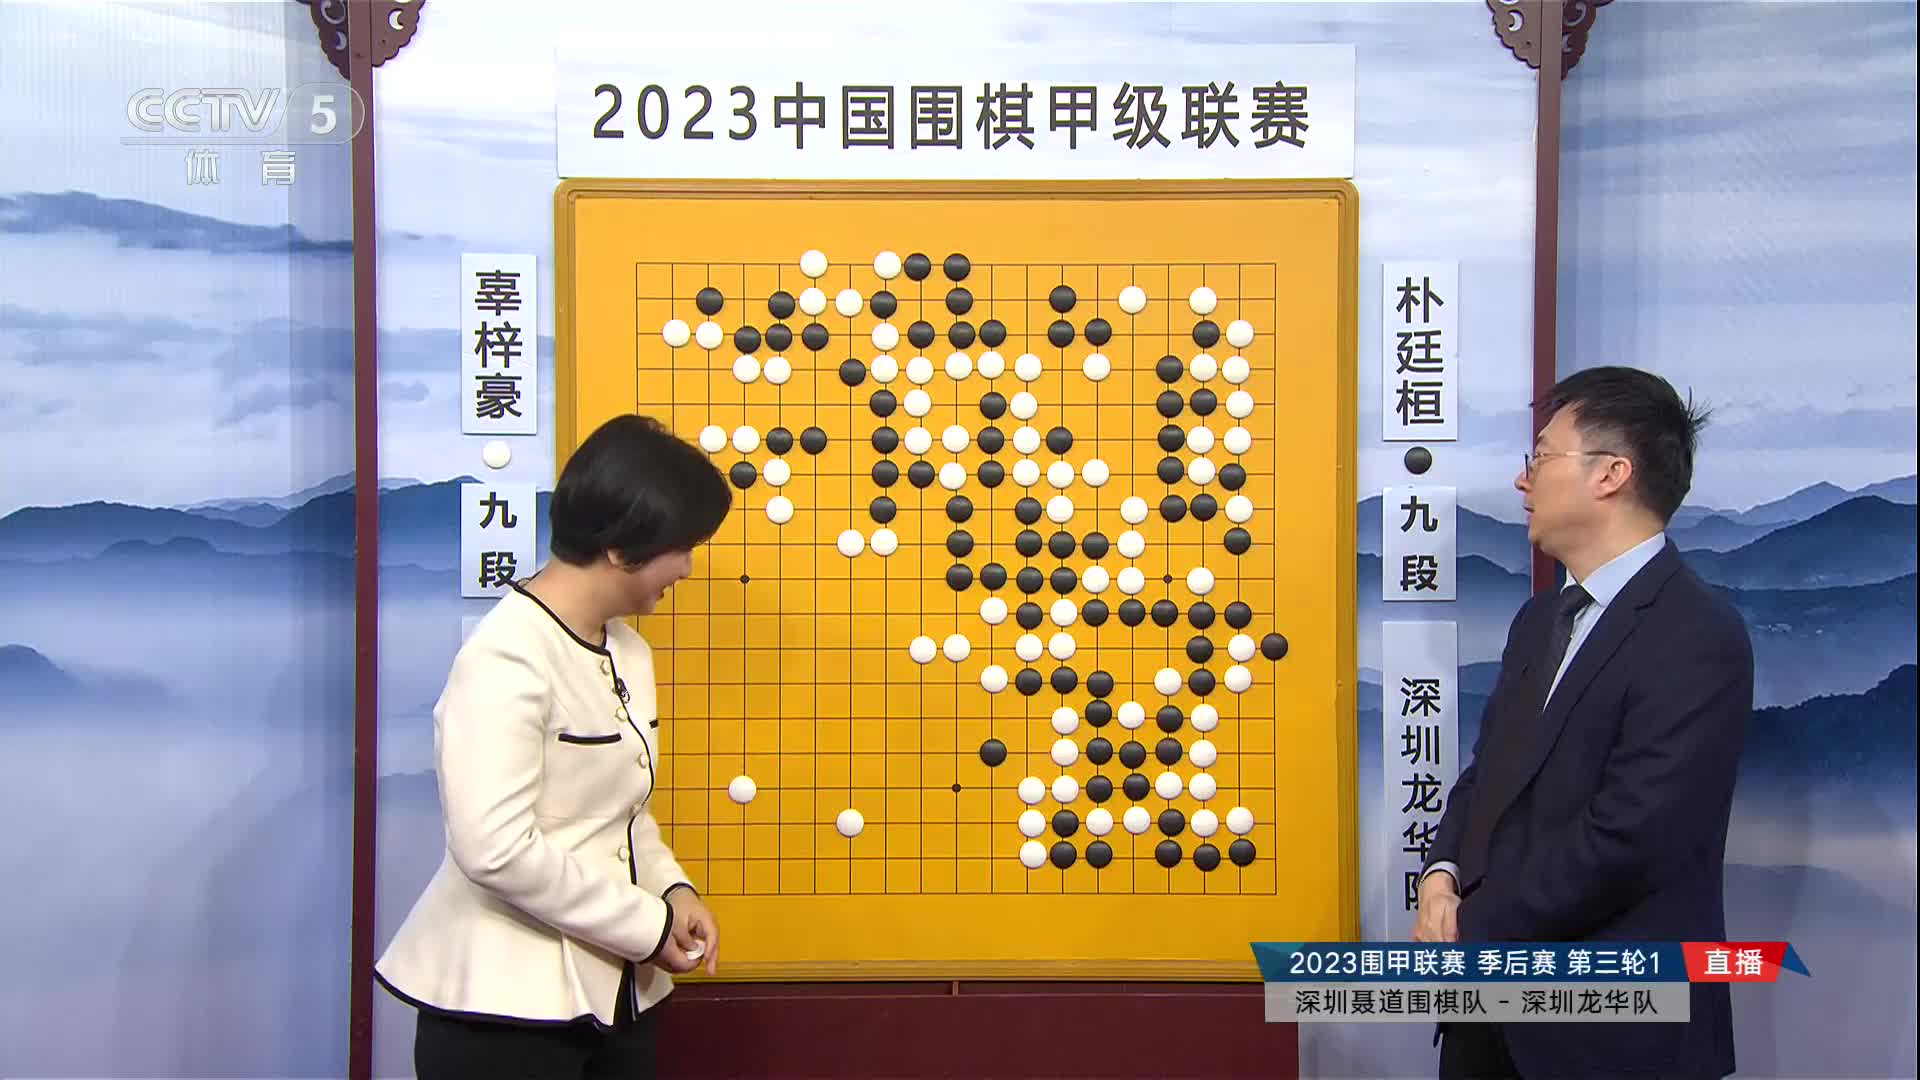 CCTV 5
体育
2023中国围棋甲级联赛
辜梓豪
九段
朴廷桓
九段
深圳龙华队
2023围甲联赛 季后赛 第三轮1 直播
深圳聂道围棋队 - 深圳龙华队